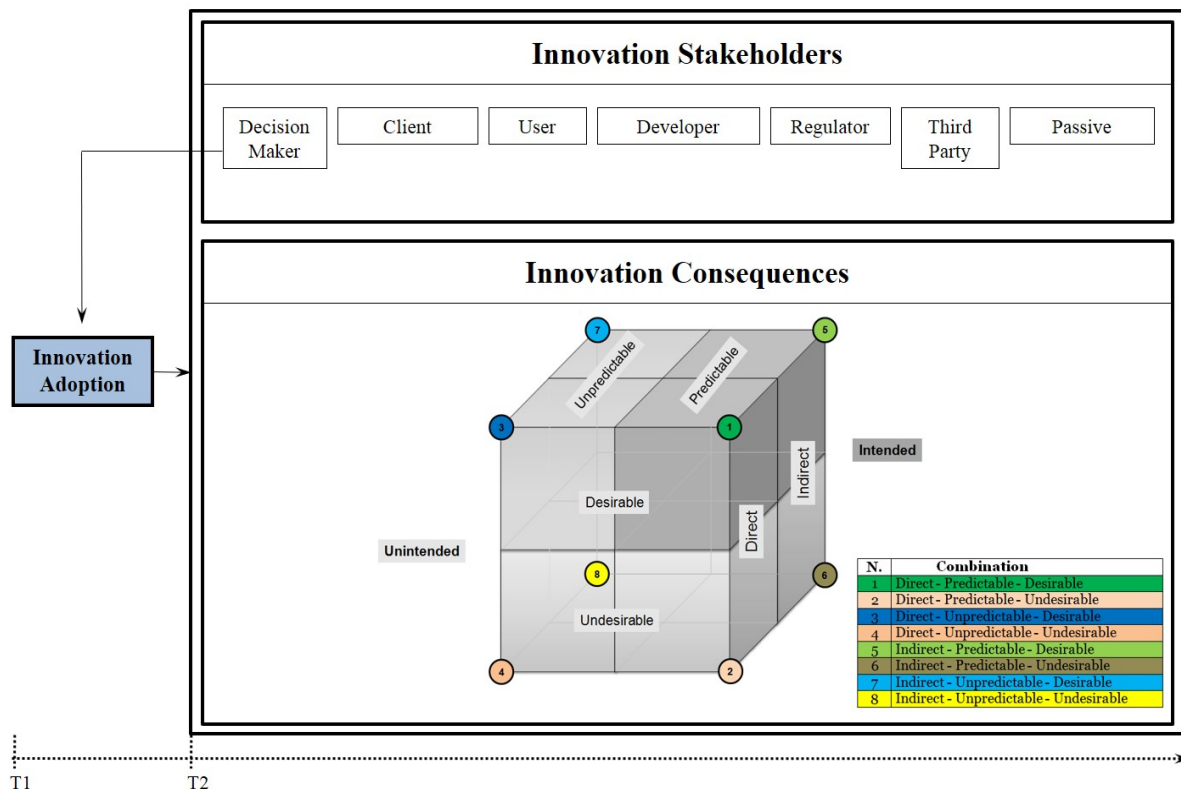 Innovation Stakeholders
Decision
Maker
Client
User
Developer
Regulator
Third
Party
Passive
Innovation Consequences
Innovation
Adoption
7
5
Unpredictable
Predictable
3
1
Intended
Indirect
Desirable
Direct
Unintended
8
6
Undesirable
4
2
N. Combination
1 Direct - Predictable - Desirable
2 Direct - Predictable - Undesirable
3 Direct - Unpredictable - Desirable
4 Direct - Unpredictable - Undesirable
5 Indirect - Predictable - Desirable
6 Indirect - Predictable - Undesirable
7 Indirect - Unpredictable - Desirable
8 Indirect - Unpredictable - Undesirable
T1
T2